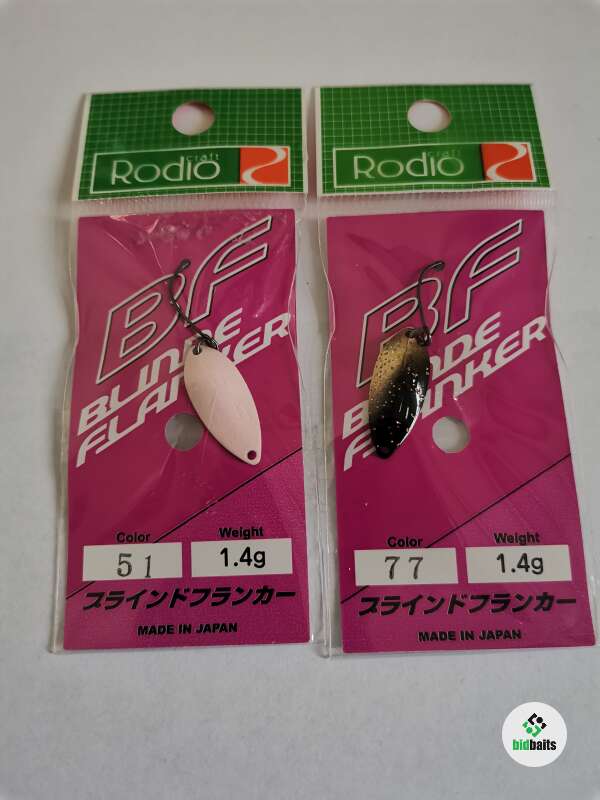 craft
Rodio
BF
BLINDE
FLANKER
Color
Weight
51
1.4g
ブラインドフランカー
MADE IN JAPAN
craft
Rodio
BF
Color
Weight
77
1.4g
ブラインドフランカー
MADE IN JAPAN
bidbaits